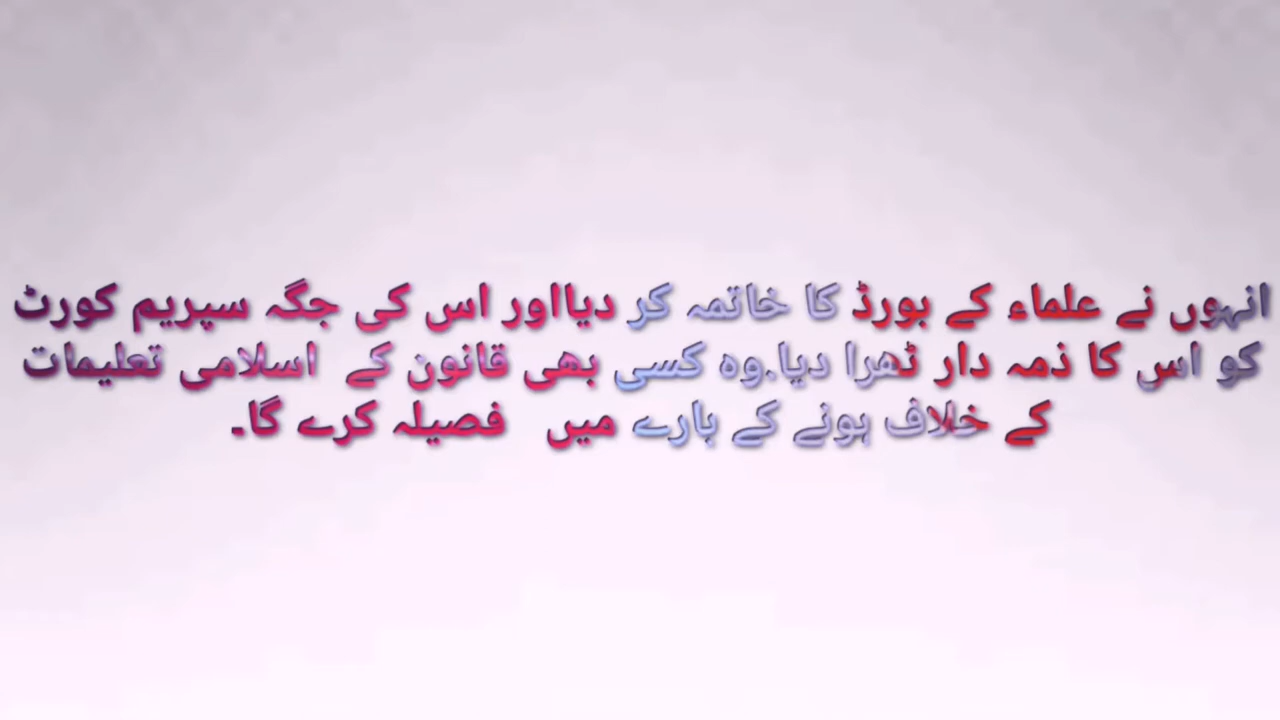 انہوں نے علماء کے بورڈ کا خاتمہ کر دیااور اس کی جگہ سپریم کورٹ
کو اس کا ذمہ دار ٹھرا دیا.وہ کسی بھی قانون کے اسلامی تعلیمات
کے خلاف ہونے کے بارے میں فصیلہ کرے گا۔